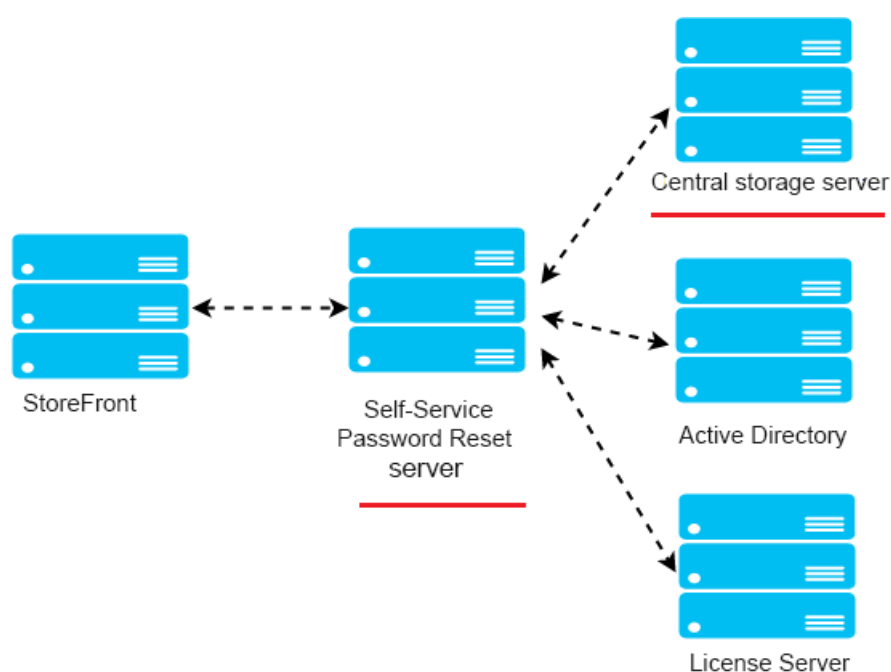 Central storage server
StoreFront
Self-Service
Password Reset
server
Active Directory
License Server